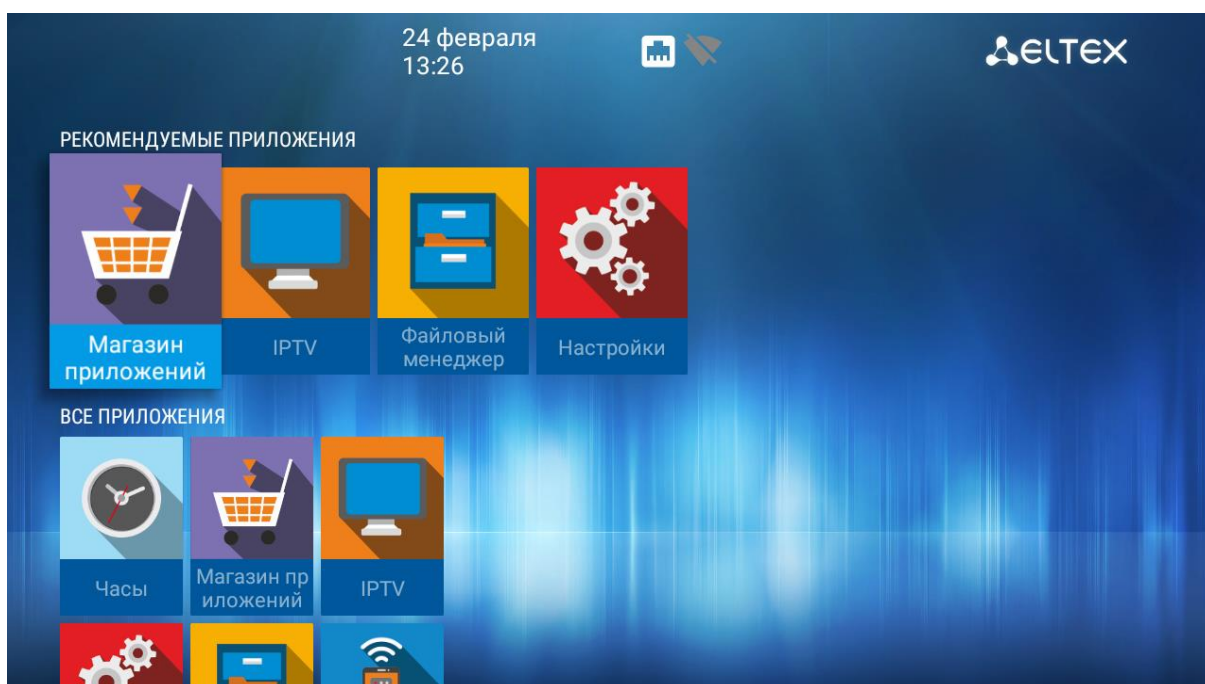 24 февраля
13:26
ELTEX
РЕКОМЕНДУЕМЫЕ ПРИЛОЖЕНИЯ
Магазин
приложений
IPTV
Файловый
менеджер
Настройки
ВСЕ ПРИЛОЖЕНИЯ
Часы
Магазин пр
иложений
IPTV